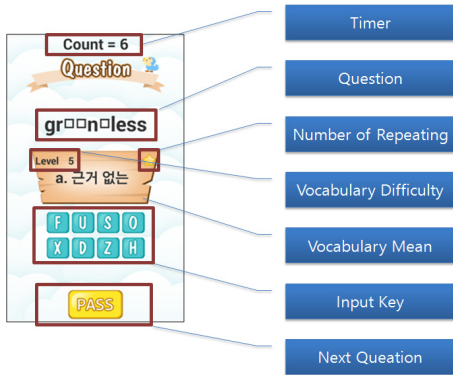 Timer
Count = 6
Question
Question
gr□□n□less
Number of Repeating
Level 5
a. 근거 없는
Vocabulary Difficulty
F U S O
X D Z H
Vocabulary Mean
Input Key
PASS
Next Queation